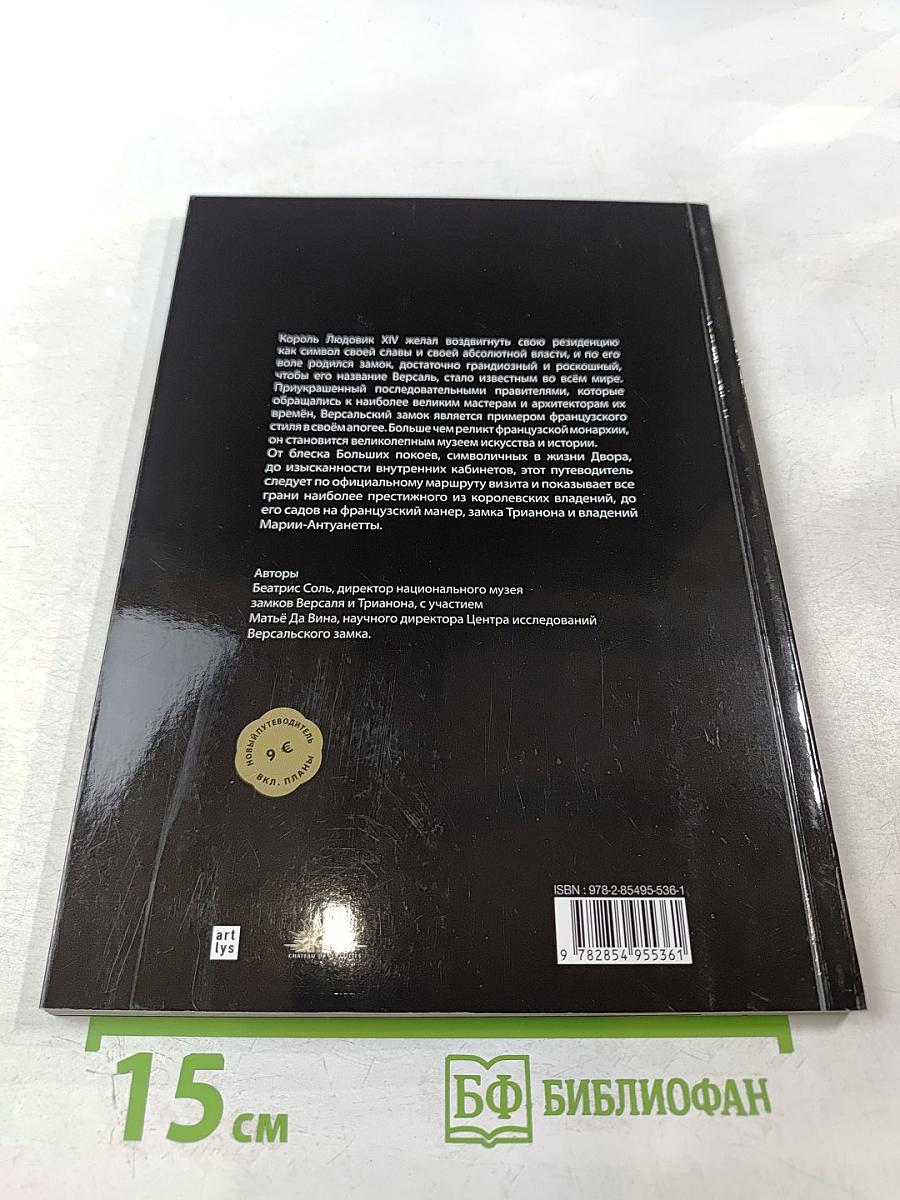 Король Людовик XIV желал воздвигнуть свою резиденцию
как символ своей славы и своей абсолютной власти, и по его
воле родился замок, достаточно грандиозный и роскошный,
чтобы его название Версаль, стало известным во всём мире.
Приукрашенный последовательными правителями, которые
обращались к наиболее великим мастерам и архитекторам их
времён, Версальский замок является примером французского
стиля в своём апогее. Больше чем реликт французской монархии,
он становится великолепным музеем искусства и истории.
От блеска Больших покоев, символичных в жизни Двора,
до изысканности внутренних кабинетов, этот путеводитель
следует по официальному маршруту визита и показывает все
грани наиболее престижного из королевских владений, до
его садов на французский манер, замка Трианона и владений
Марии-Антуанетты.
Авторы
Беатрис Соль, директор национального музея
замков Версаля и Трианона, с участием
Матьё Да Вина, научного директора Центра исследований
Версальского замка.
НОВЫЙ ПУТЕВОДИТЕЛЬ
9 €
ВКЛ. ПЛАНЫ
ISBN : 978-2-85495-536-1
9 782854 955361
art
lys
CHATEAU DE
15 см
БФ БИБЛИОФАН